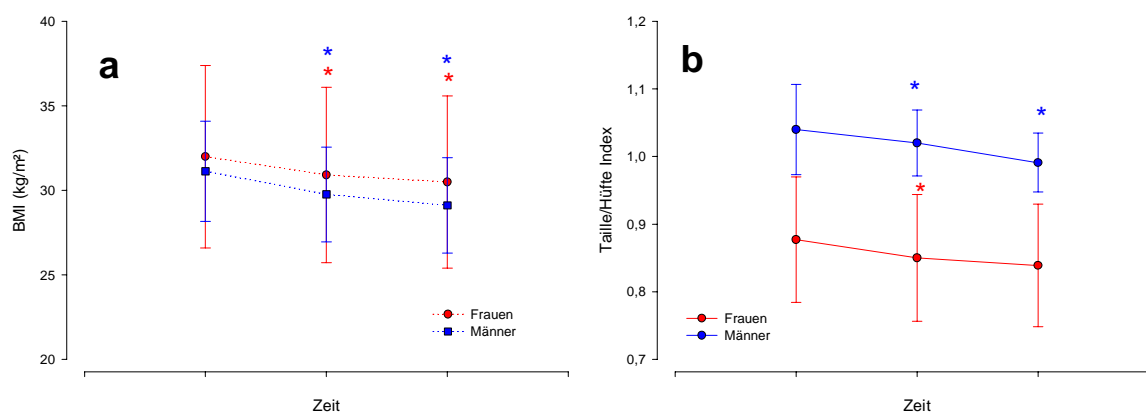 a
BMI (kg/m²)
40
35
30
25
20
*
*
*
*
Frauen
Männer
Zeit
b
Taille/Hüfte Index
1,2
1,1
1,0
0,9
0,8
0,7
*
*
*
Frauen
Männer
Zeit